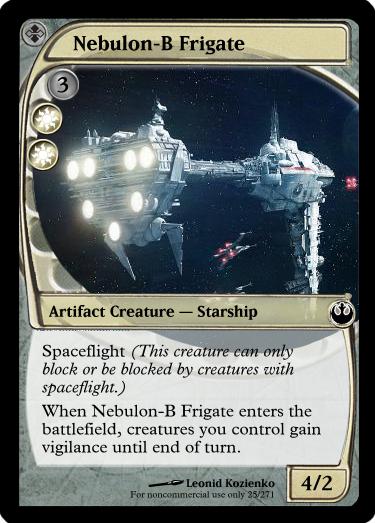 Nebulon-B Frigate
3
Artifact Creature — Starship
Spaceflight (This creature can only
block or be blocked by creatures with
spaceflight.)
When Nebulon-B Frigate enters the
battlefield, creatures you control gain
vigilance until end of turn.
Leonid Kozienko
For noncommercial use only 25/271
4/2